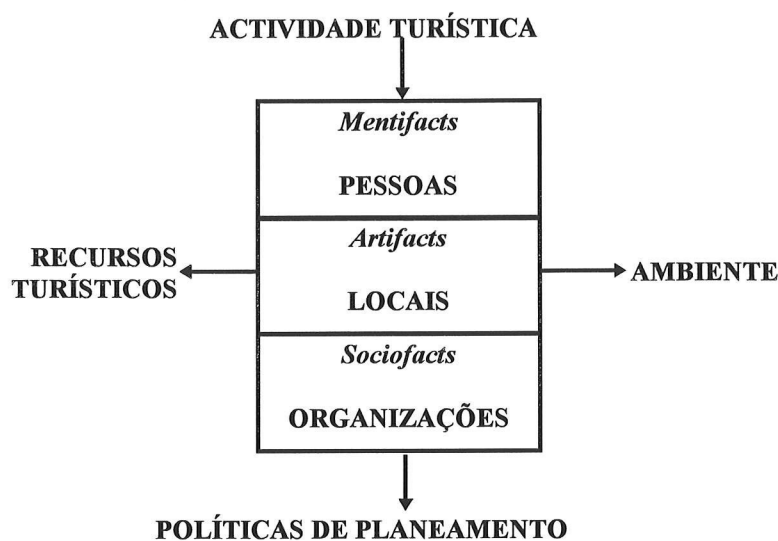 ACTIVIDADE TURÍSTICA
Mentifacts
PESSOAS
Artifacts
RECURSOS
TURÍSTICOS
AMBIENTE
LOCAIS
Sociofacts
ORGANIZAÇÕES
POLÍTICAS DE PLANEAMENTO